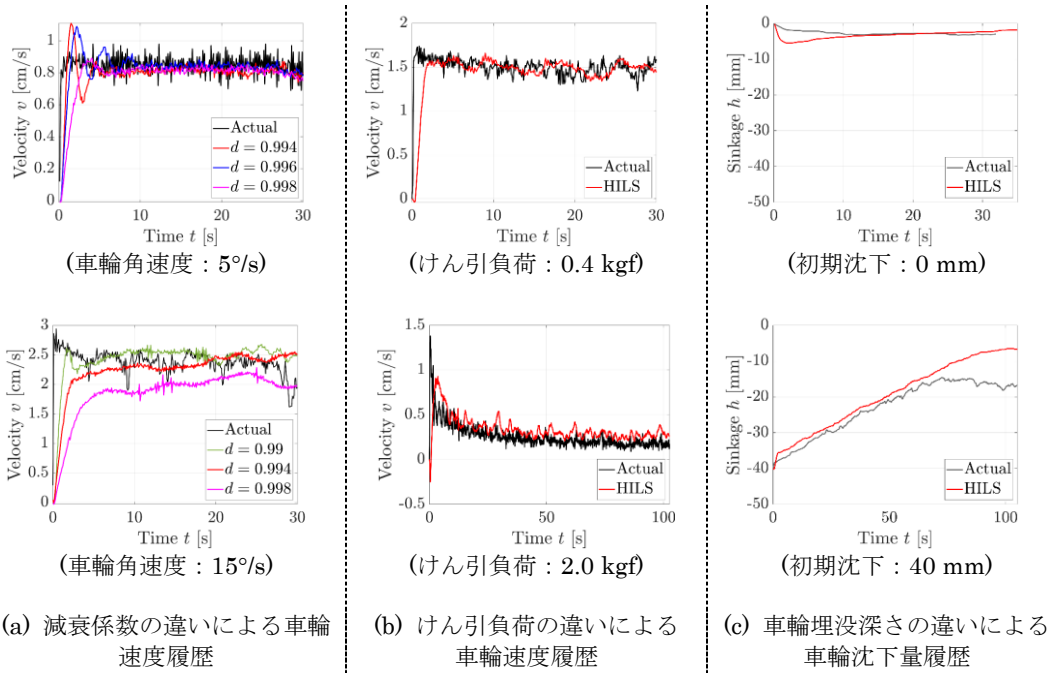 Velocity v [cm/s]
1
0.8
0.6
0.4
0.2
0
Actual
d = 0.994
d = 0.996
d = 0.998
0 10 20 30
Time t [s]
(車輪角速度：5°/s)
Velocity v [cm/s]
3
2.5
2
1.5
1
0.5
0
Actual
d = 0.99
d = 0.994
d = 0.998
0 10 20 30
Time t [s]
(車輪角速度：15°/s)
(a) 減衰係数の違いによる車輪
速度履歴
Velocity v [cm/s]
2
1.5
1
0.5
0
Actual
HILS
0 10 20 30
Time t [s]
(けん引負荷：0.4 kgf)
Velocity v [cm/s]
1.5
1
0.5
0
-0.5
Actual
HILS
0 50 100
Time t [s]
(けん引負荷：2.0 kgf)
(b) けん引負荷の違いによる
車輪速度履歴
Sinkage h [mm]
0
-10
-20
-30
-40
-50
Actual
HILS
0 10 20 30
Time t [s]
(初期沈下：0 mm)
Sinkage h [mm]
0
-10
-20
-30
-40
-50
Actual
HILS
0 50 100
Time t [s]
(初期沈下：40 mm)
(c) 車輪埋没深さの違いによる
車輪沈下量履歴